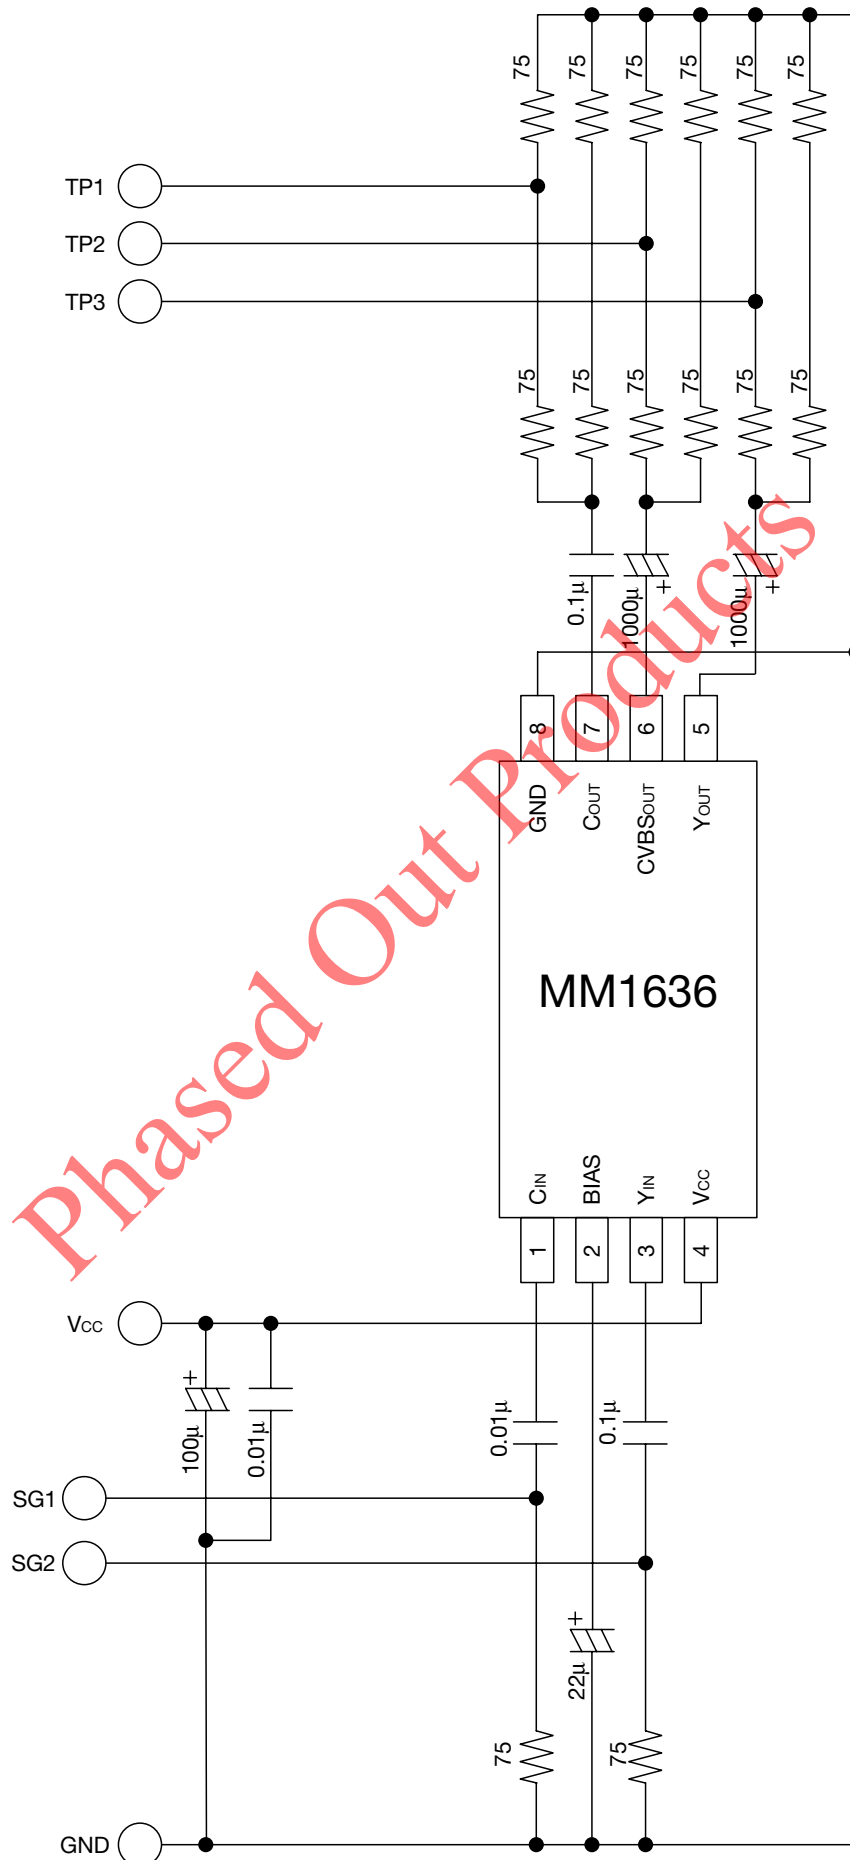 75 75 75 75 75 75
TP1
TP2
TP3
75 75 75 75 75 75
0.1µ 1000µ + 1000µ +
8 7 6 5
GND COUT CVBSOUT YOUT
MM1636
CIN BIAS YIN VCC
1 2 3 4
VCC
+
100µ 0.01µ 0.01µ 0.1µ
SG1
SG2
+
22µ
75 75
GND
Phased Out Products